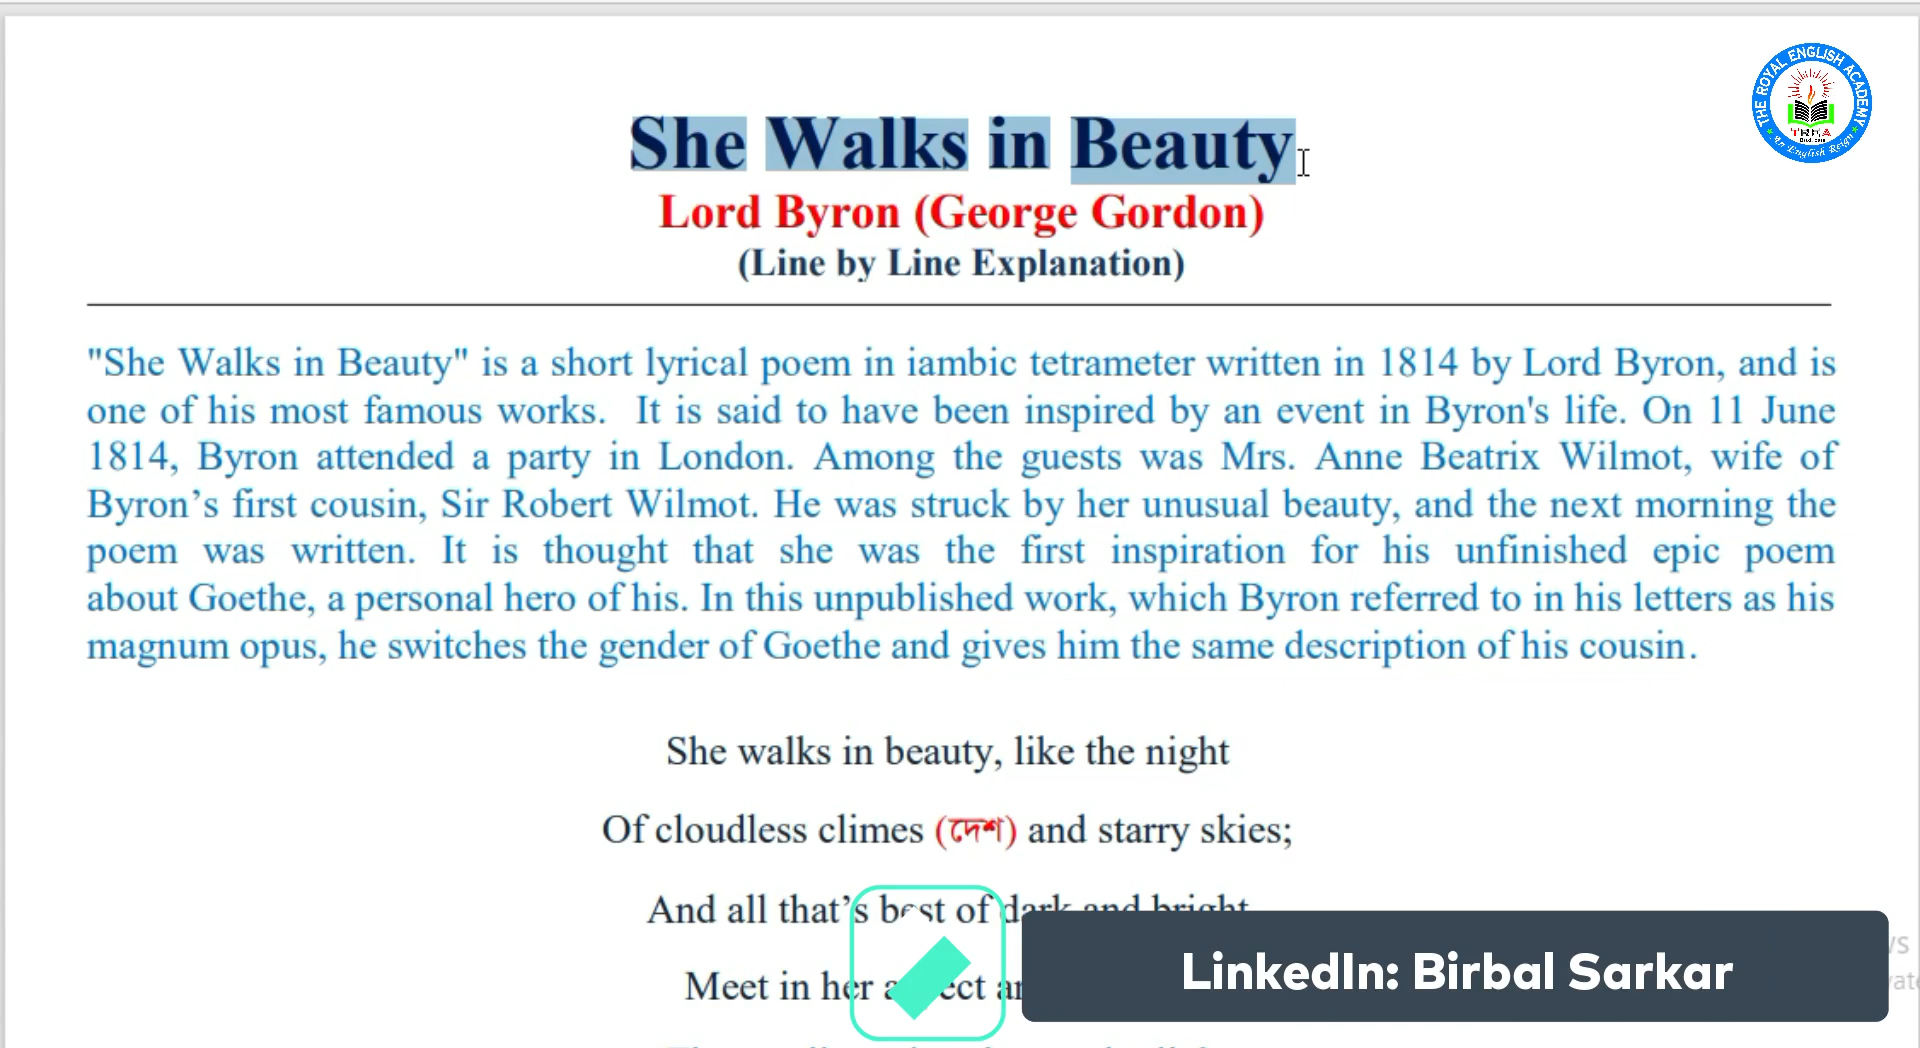 THE ROYAL ENGLISH ACADEMY
TREA
An English Reign
She Walks in Beauty
Lord Byron (George Gordon)
(Line by Line Explanation)
"She Walks in Beauty" is a short lyrical poem in iambic tetrameter written in 1814 by Lord Byron, and is
one of his most famous works. It is said to have been inspired by an event in Byron's life. On 11 June
1814, Byron attended a party in London. Among the guests was Mrs. Anne Beatrix Wilmot, wife of
Byron’s first cousin, Sir Robert Wilmot. He was struck by her unusual beauty, and the next morning the
poem was written. It is thought that she was the first inspiration for his unfinished epic poem
about Goethe, a personal hero of his. In this unpublished work, which Byron referred to in his letters as his
magnum opus, he switches the gender of Goethe and gives him the same description of his cousin.
She walks in beauty, like the night
Of cloudless climes (দেশ) and starry skies;
And all that’s best of dark and bright
Meet in her
LinkedIn: Birbal Sarkar